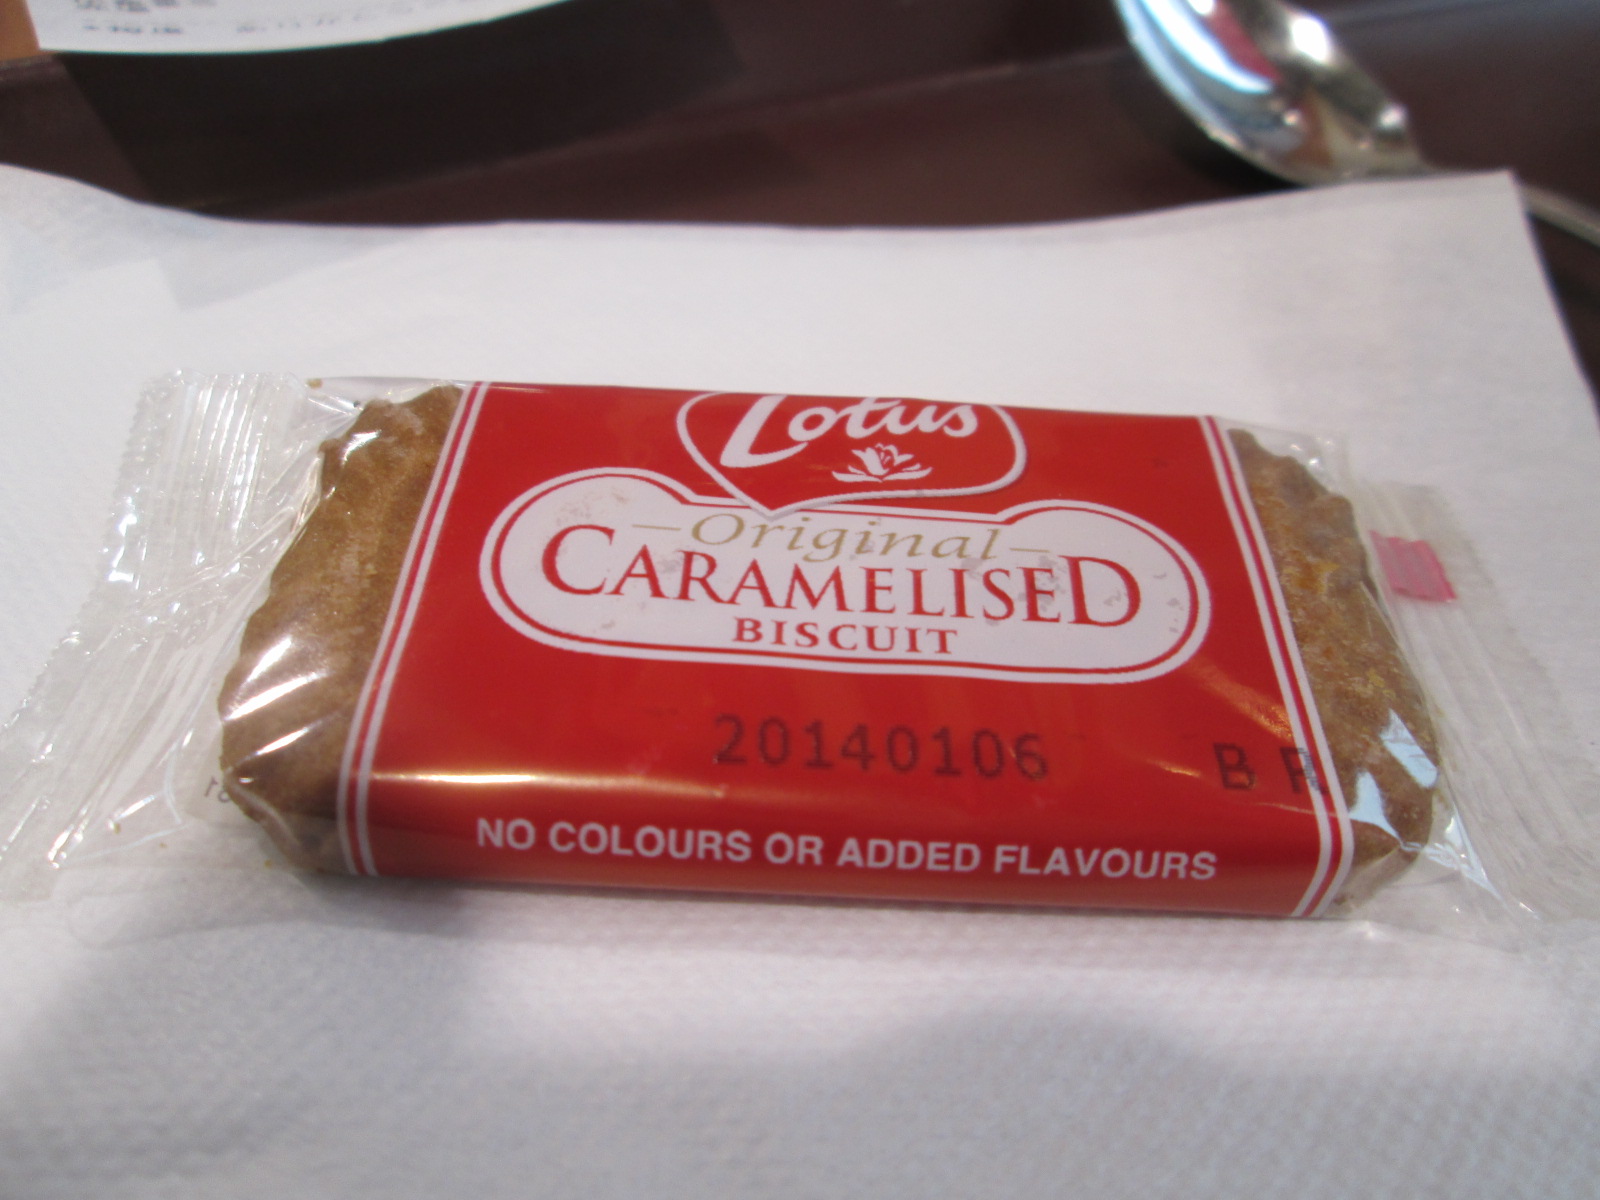 Lotus
Original
CARAMELISED
BISCUIT
20140106 B R
NO COLOURS OR ADDED FLAVOURS